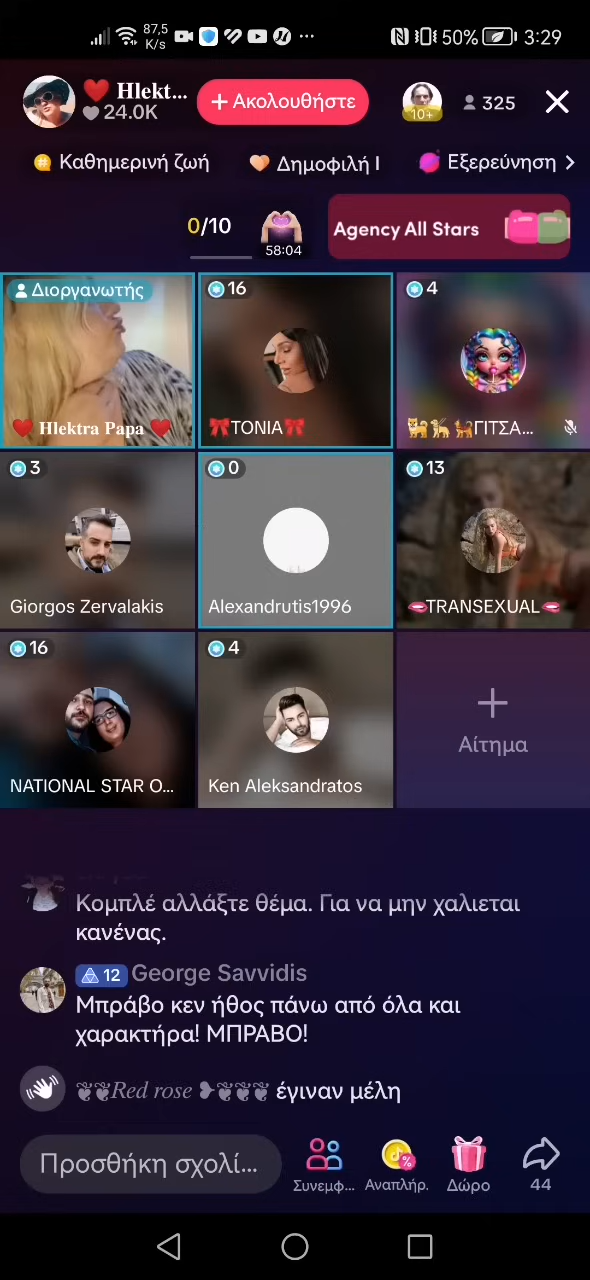 87,5 K/s
50%
3:29
❤️ Hlekt...
24.0K
+ Ακολουθήστε
10+
325
Καθημερινή ζωή
Δημοφιλή l
Εξερεύνηση >
0/10
58:04
Agency All Stars
Διοργανωτής
16
4
❤️ Hlektra Papa ❤️
🎀TONIA🎀
🐕🐩🐈ΓΙΤΣΑ...
3
0
13
Giorgos Zervalakis
Alexandrutis1996
🫦TRANSEXUAL🫦
16
4
NATIONAL STAR O...
Ken Aleksandratos
Αίτημα
Κομπλέ αλλάξτε θέμα. Για να μην χαλιεται
κανένας.
12 George Savvidis
Μπράβο κεν ήθος πάνω από όλα και
χαρακτήρα! ΜΠΡΑΒΟ!
❦❦Red rose ❥❦❦❦ έγιναν μέλη
Προσθήκη σχολί...
Συνεμφ...
Αναπλήρ.
Δώρο
44